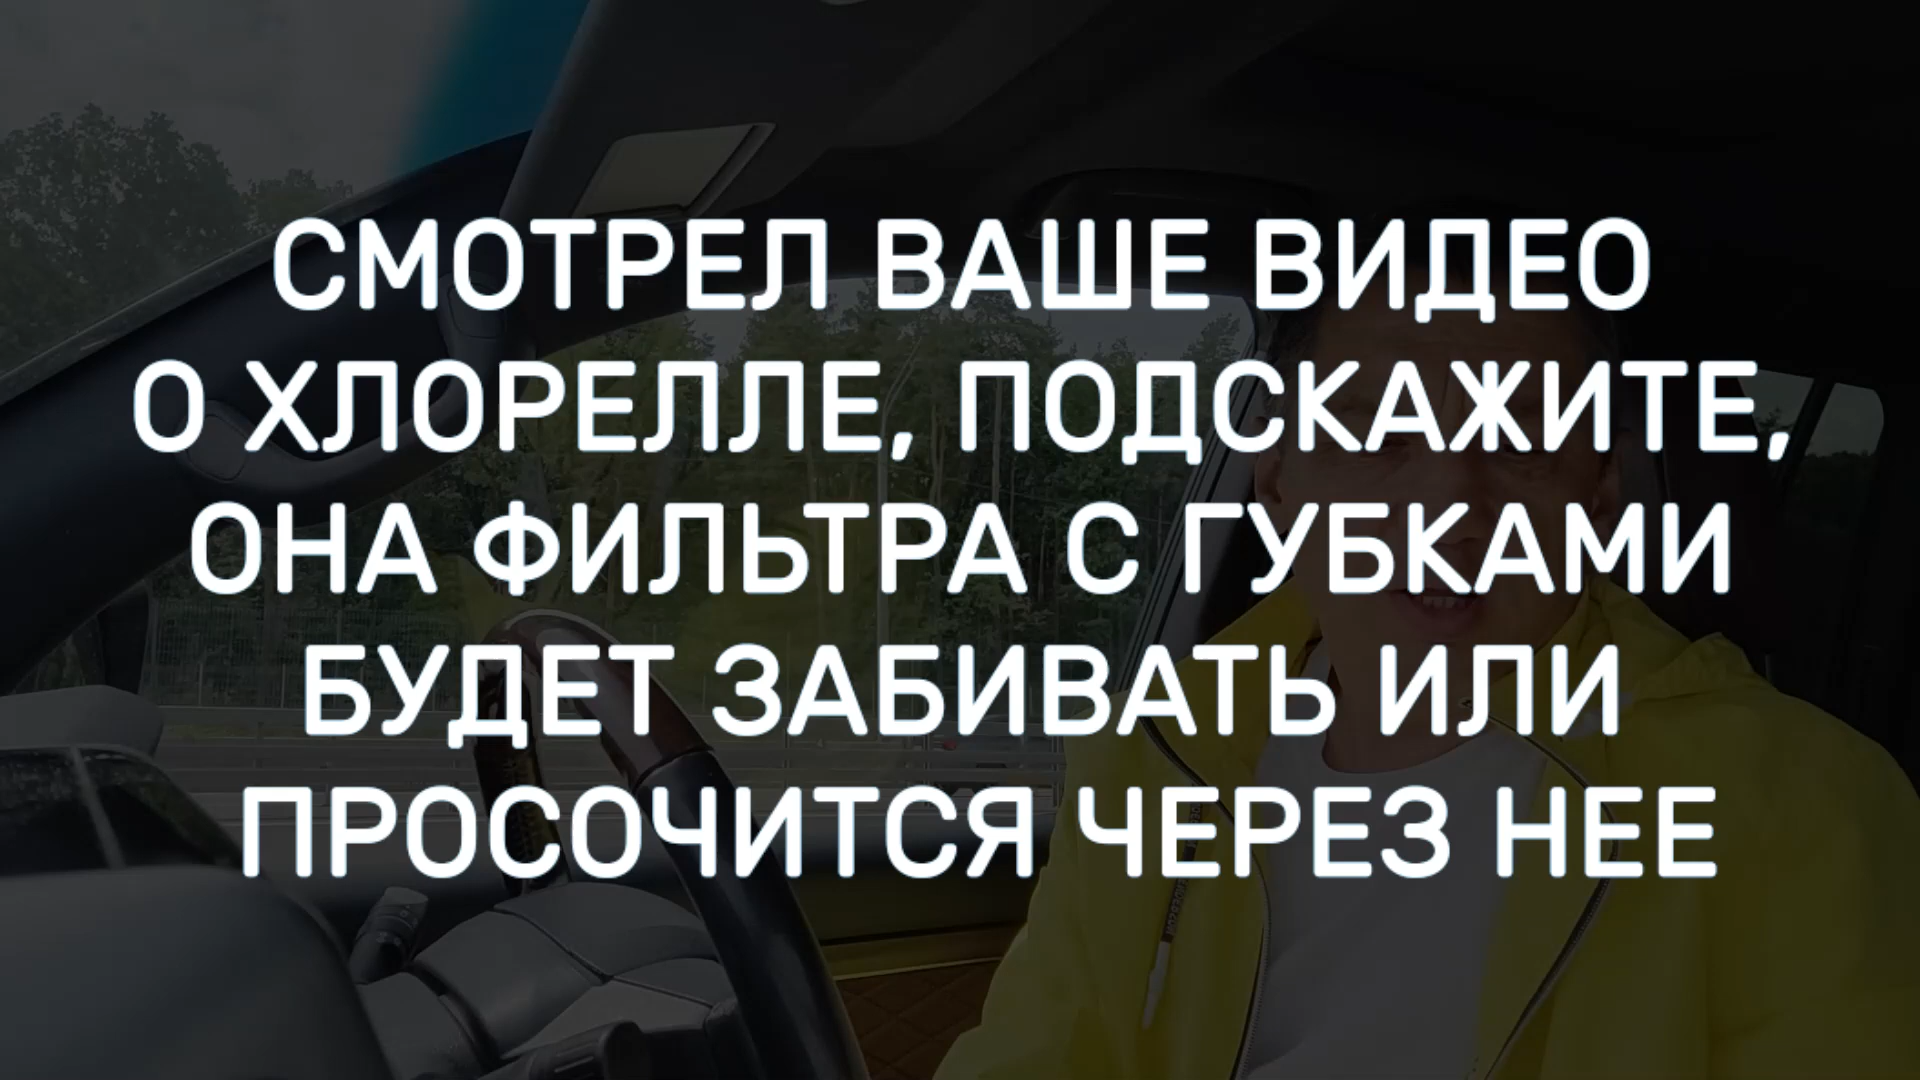 СМОТРЕЛ ВАШЕ ВИДЕО
О ХЛОРЕЛЛЕ, ПОДСКАЖИТЕ,
ОНА ФИЛЬТРА С ГУБКАМИ
БУДЕТ ЗАБИВАТЬ ИЛИ
ПРОСОЧИТСЯ ЧЕРЕЗ НЕЕ